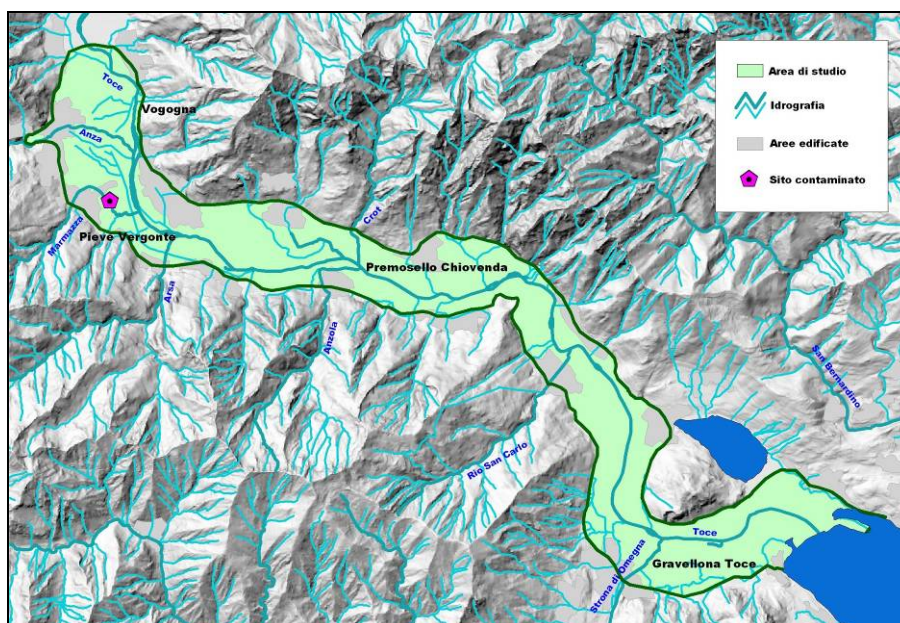 Area di studio
Idrografia
Aree edificate
Sito contaminato
Toce
Vogogna
Anza
Marmazza
Pieve Vergonte
Crot
Premosello Chiovenda
Arsa
Anzola
San Bernardino
Rio San Carlo
Toce
Gravellona Toce
Strona di Omegna